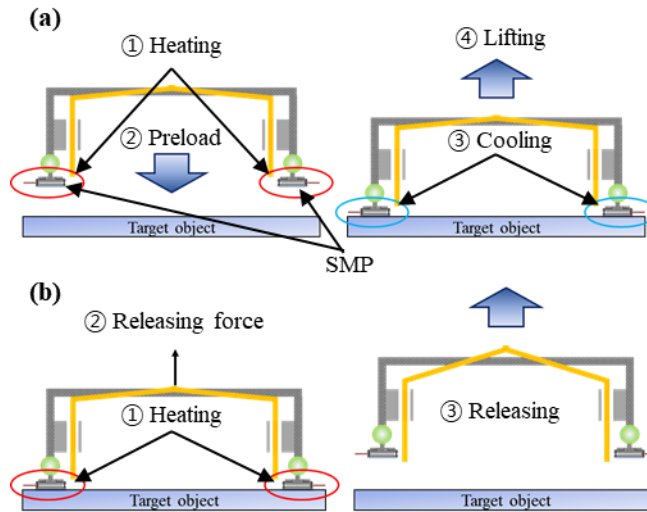 (a)
① Heating
④ Lifting
② Preload
③ Cooling
Target object
Target object
SMP
(b)
② Releasing force
① Heating
③ Releasing
Target object
Target object